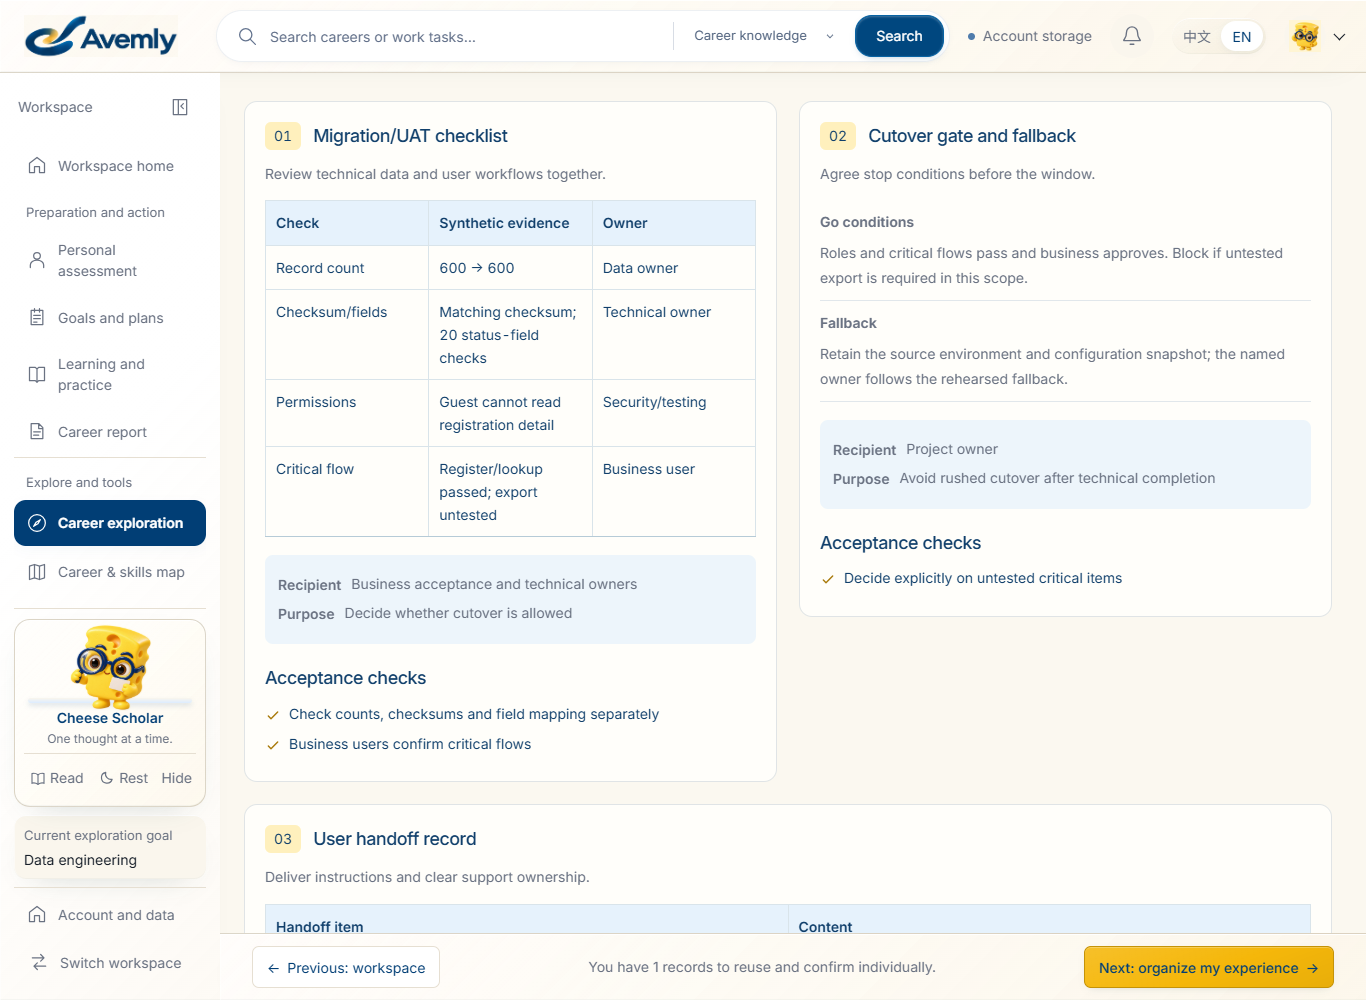 Avemly
Search careers or work tasks...
Career knowledge
Search
Account storage
中文
EN
Workspace
Workspace home
Preparation and action
Personal
assessment
Goals and plans
Learning and
practice
Career report
Explore and tools
Career exploration
Career & skills map
Cheese Scholar
One thought at a time.
Read
Rest
Hide
Current exploration goal
Data engineering
Account and data
Switch workspace
01 Migration/UAT checklist
Review technical data and user workflows together.
Check Synthetic evidence Owner
Record count 600 → 600 Data owner
Checksum/fields Matching checksum; Technical owner
20 status-field
checks
Permissions Guest cannot read Security/testing
registration detail
Critical flow Register/lookup Business user
passed; export
untested
Recipient Business acceptance and technical owners
Purpose Decide whether cutover is allowed
Acceptance checks
Check counts, checksums and field mapping separately
Business users confirm critical flows
02 Cutover gate and fallback
Agree stop conditions before the window.
Go conditions
Roles and critical flows pass and business approves. Block if untested
export is required in this scope.
Fallback
Retain the source environment and configuration snapshot; the named
owner follows the rehearsed fallback.
Recipient Project owner
Purpose Avoid rushed cutover after technical completion
Acceptance checks
Decide explicitly on untested critical items
03 User handoff record
Deliver instructions and clear support ownership.
Handoff item Content
← Previous: workspace
You have 1 records to reuse and confirm individually.
Next: organize my experience →